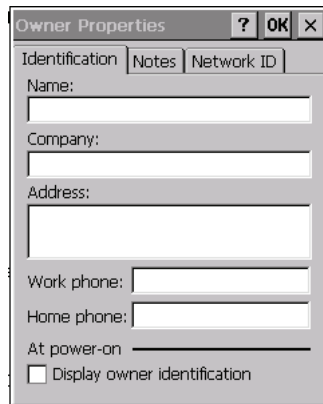 Owner Properties ? OK ×
Identification Notes Network ID
Name:
Company:
Address:
Work phone:
Home phone:
At power-on
Display owner identification